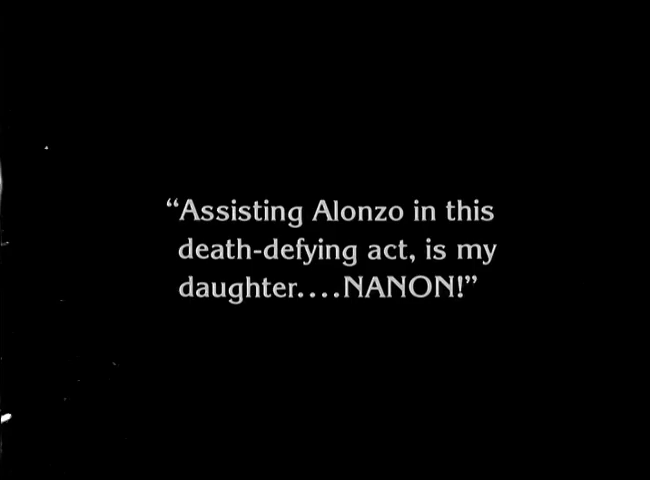 “Assisting Alonzo in this
death-defying act, is my
daughter....NANON!”